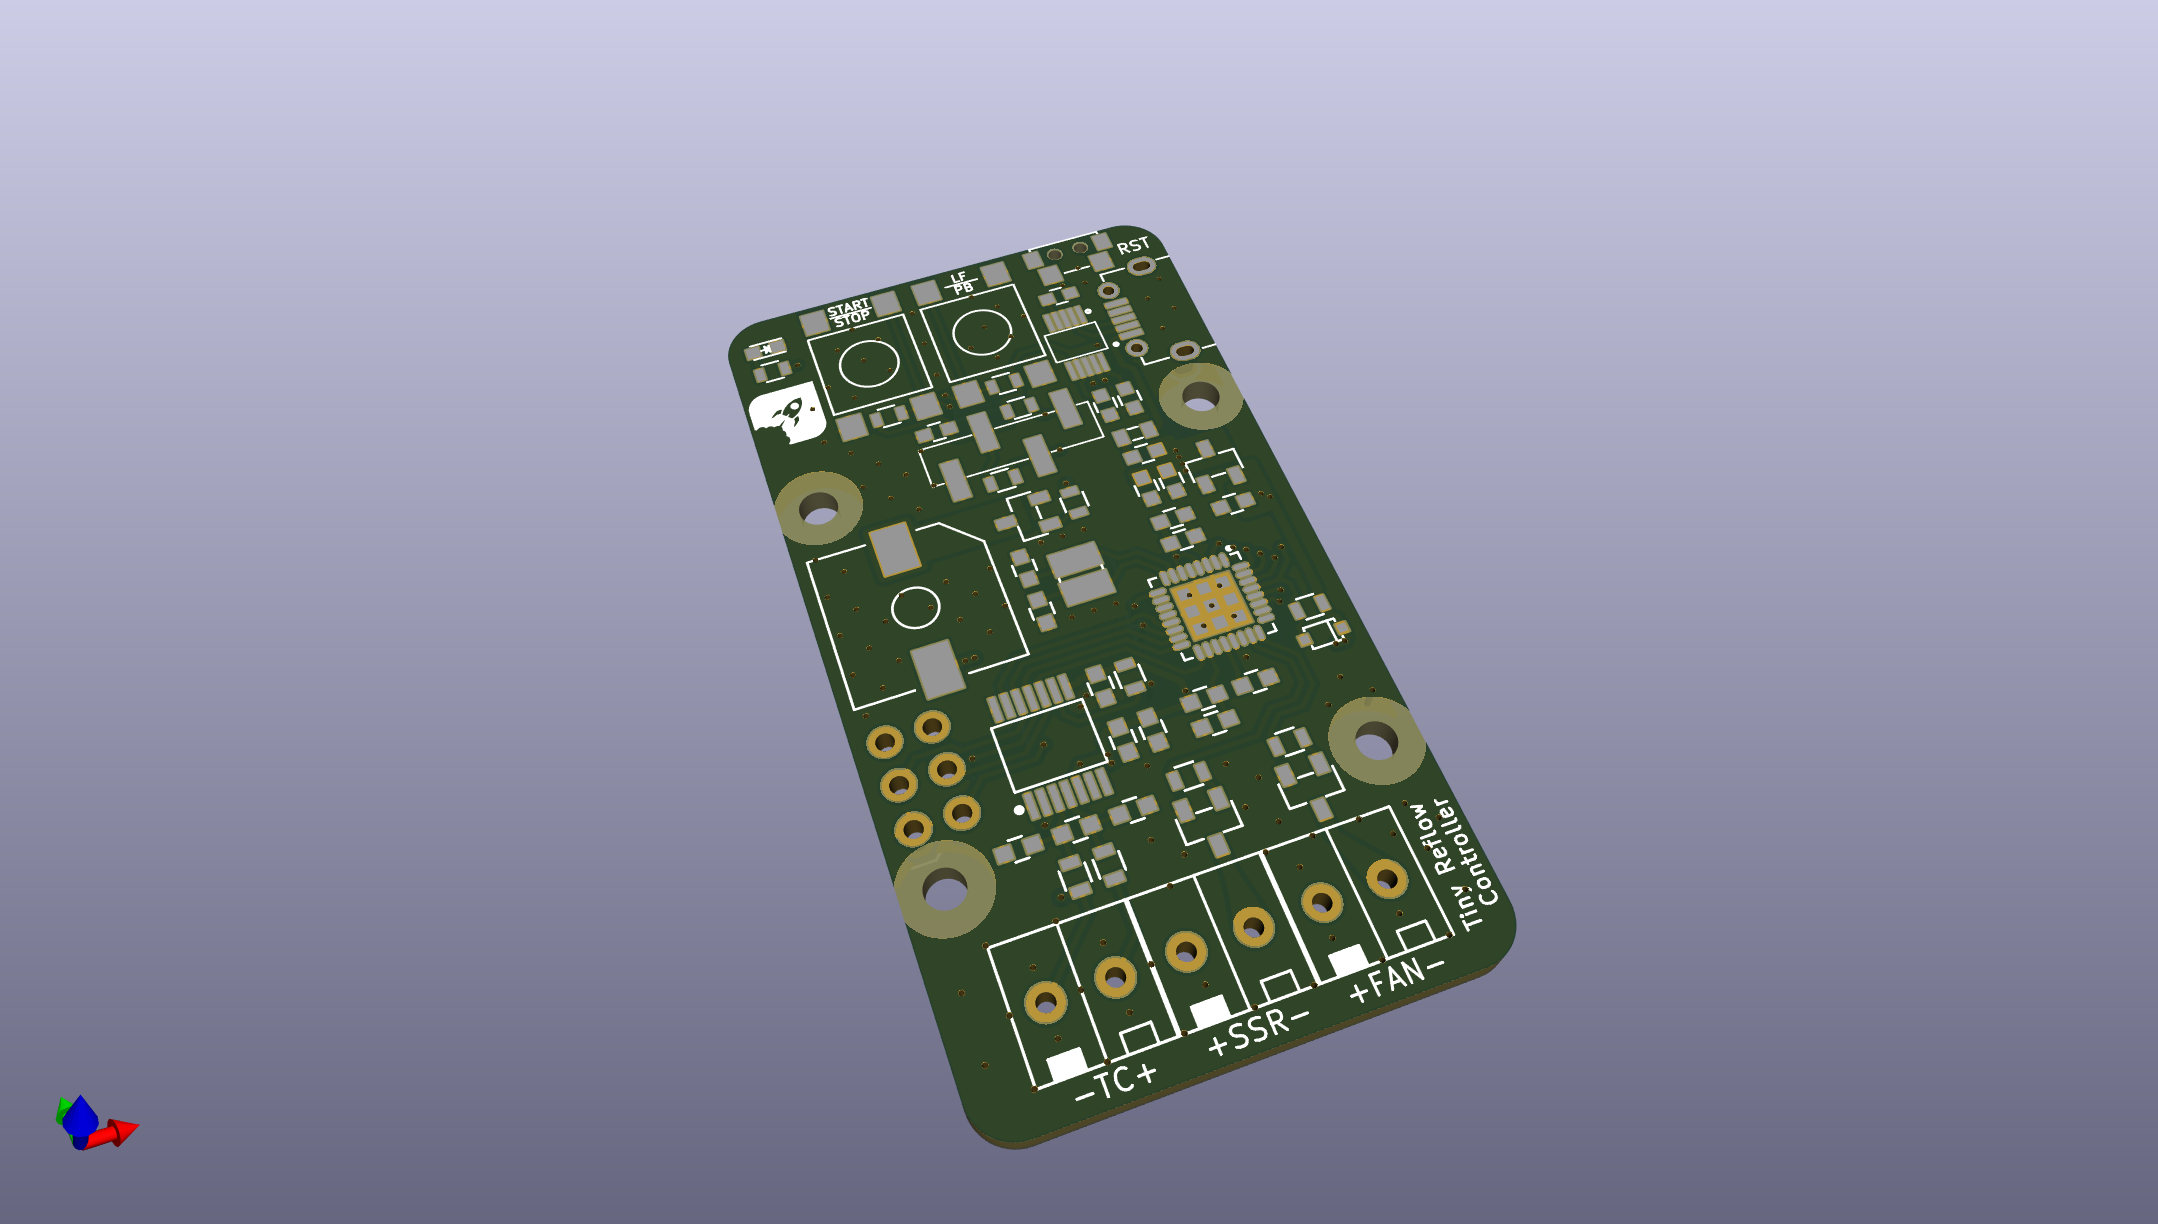 RST
LF
PB
START
STOP
Tiny Reflow
Controller
+FAN-
+SSR-
-TC+